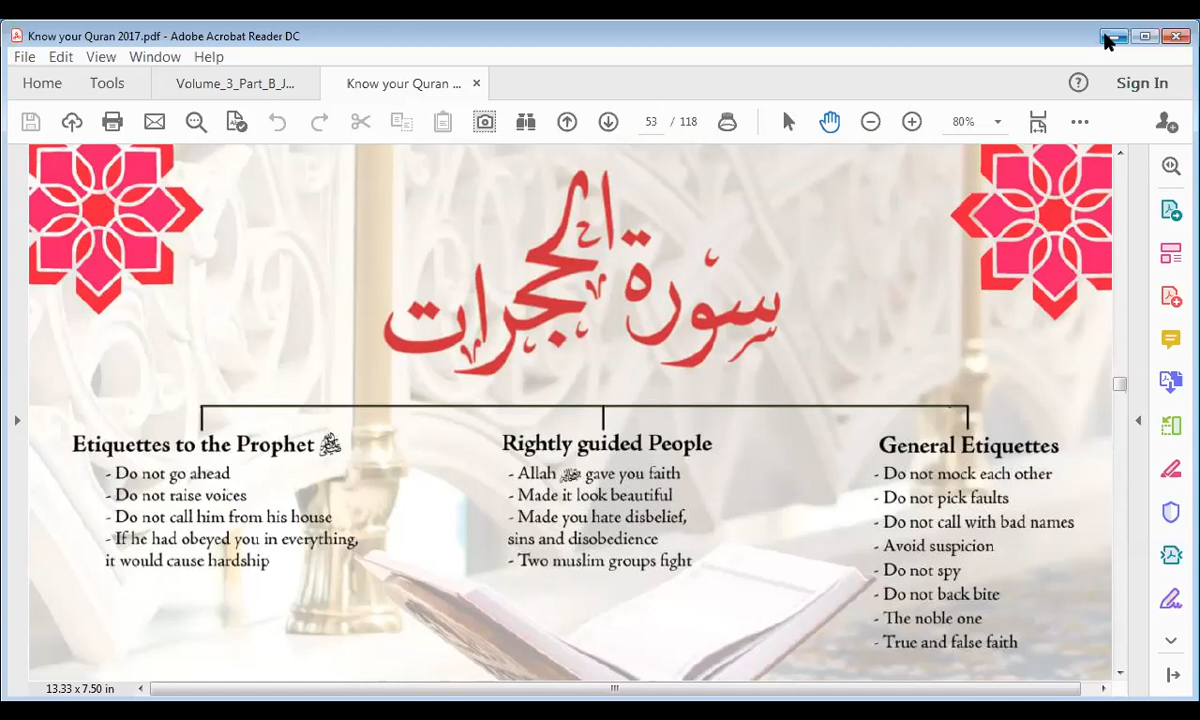 Know your Quran 2017.pdf - Adobe Acrobat Reader DC
File Edit View Window Help
Home Tools Volume_3_Part_B_J... Know your Quran ... × ? Sign In
53 / 118 80%
سورة الحجرات
Etiquettes to the Prophet ﷺ
- Do not go ahead
- Do not raise voices
- Do not call him from his house
- If he had obeyed you in everything,
it would cause hardship
Rightly guided People
- Allah ﷻ gave you faith
- Made it look beautiful
- Made you hate disbelief,
sins and disobedience
- Two muslim groups fight
General Etiquettes
- Do not mock each other
- Do not pick faults
- Do not call with bad names
- Avoid suspicion
- Do not spy
- Do not back bite
- The noble one
- True and false faith
13.33 x 7.50 in